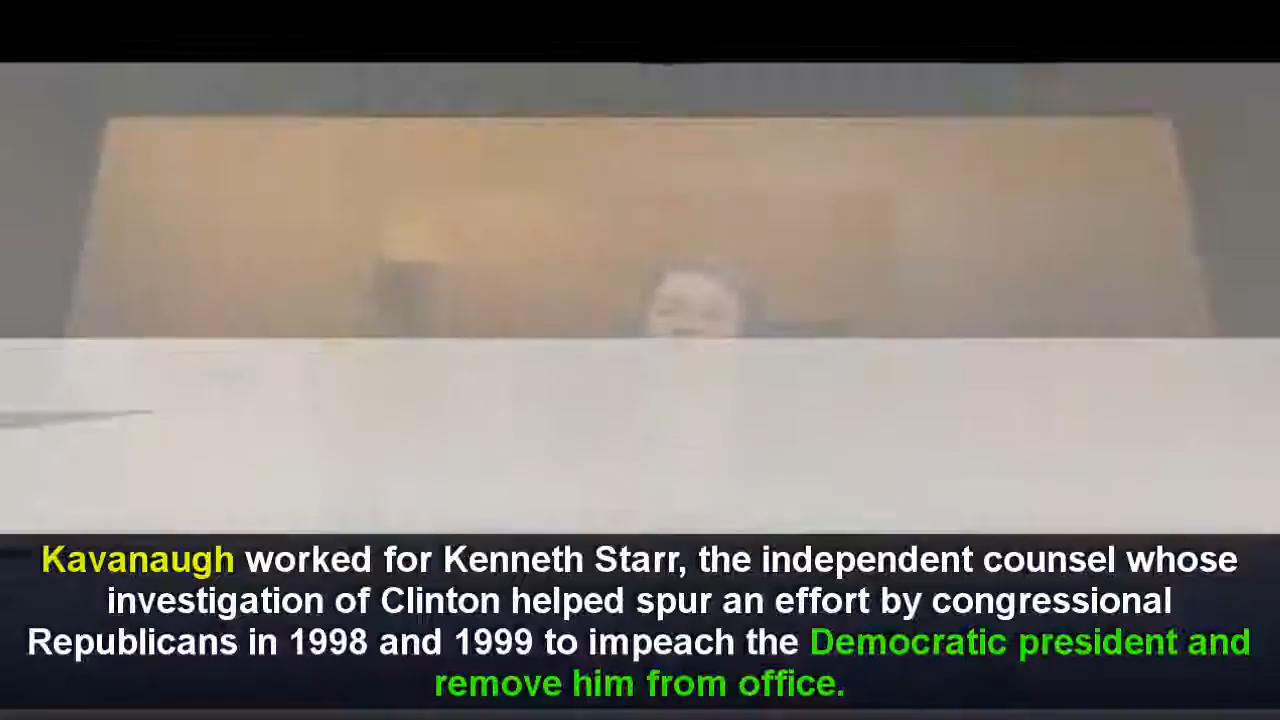 Kavanaugh worked for Kenneth Starr, the independent counsel whose
investigation of Clinton helped spur an effort by congressional
Republicans in 1998 and 1999 to impeach the Democratic president and
remove him from office.